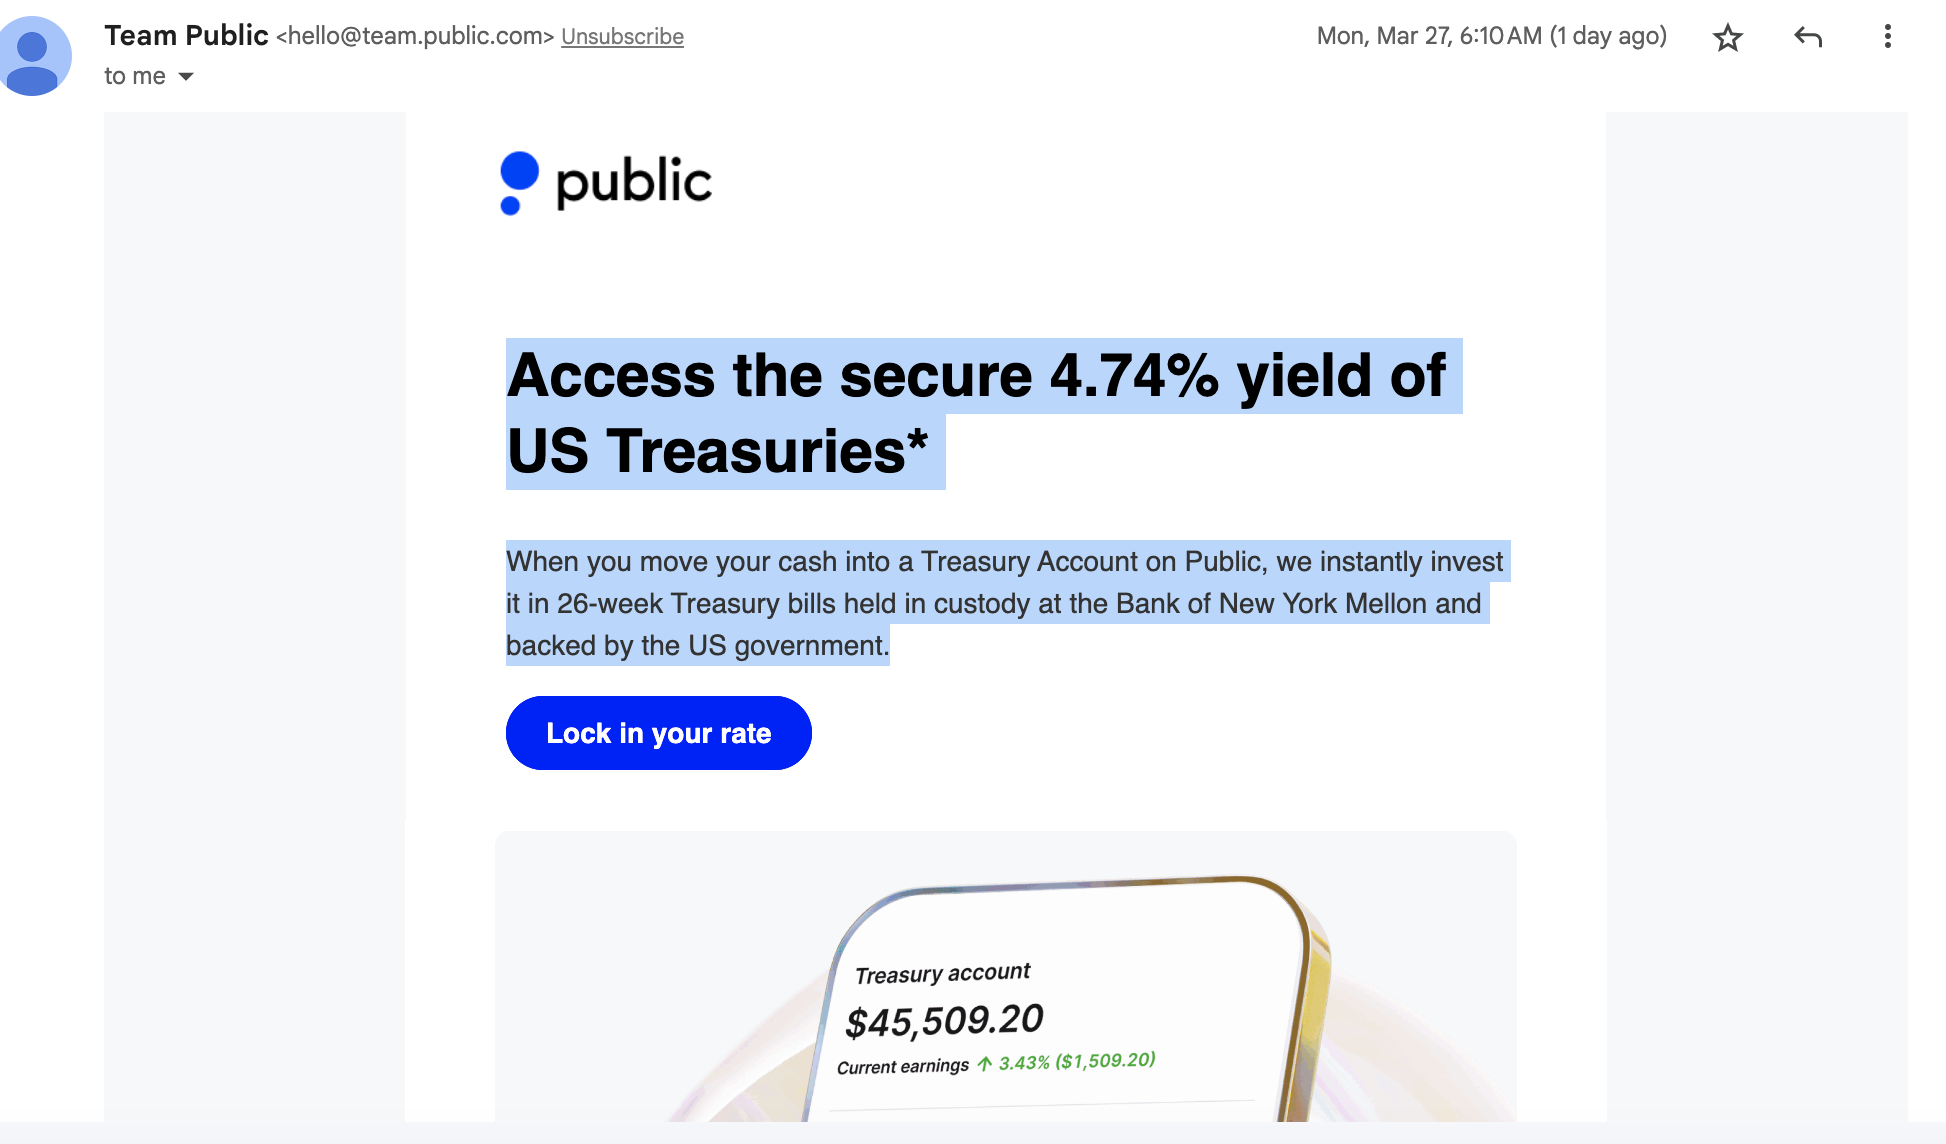 Team Public <hello@team.public.com> Unsubscribe
Mon, Mar 27, 6:10 AM (1 day ago)
to me
public
Access the secure 4.74% yield of
US Treasuries*
When you move your cash into a Treasury Account on Public, we instantly invest
it in 26-week Treasury bills held in custody at the Bank of New York Mellon and
backed by the US government.
Lock in your rate
Treasury account
$45,509.20
Current earnings ↑ 3.43% ($1,509.20)